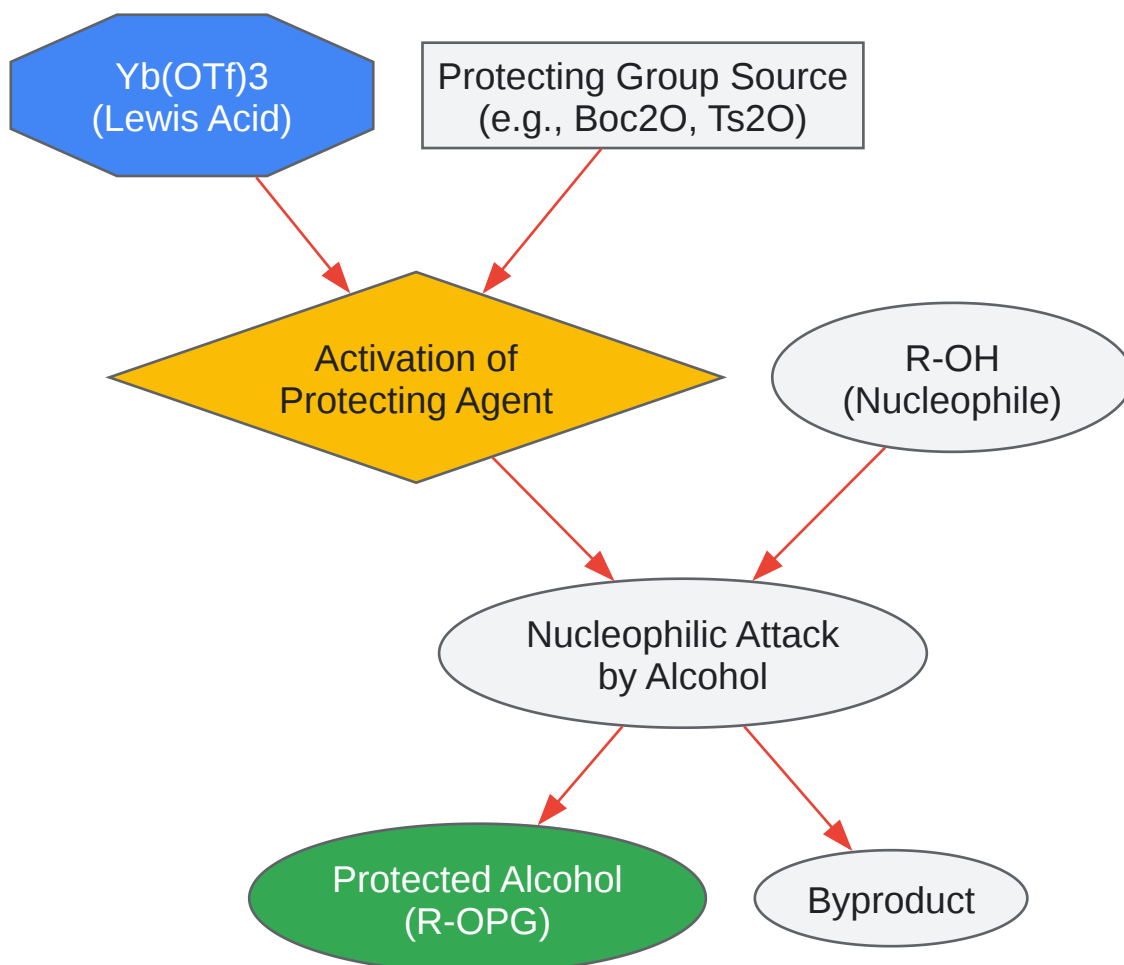 Yb(OTf)3
(Lewis Acid)
Protecting Group Source
(e.g., Boc2O, Ts2O)
Activation of
Protecting Agent
R-OH
(Nucleophile)
Nucleophilic Attack
by Alcohol
Protected Alcohol
(R-OPG)
Byproduct